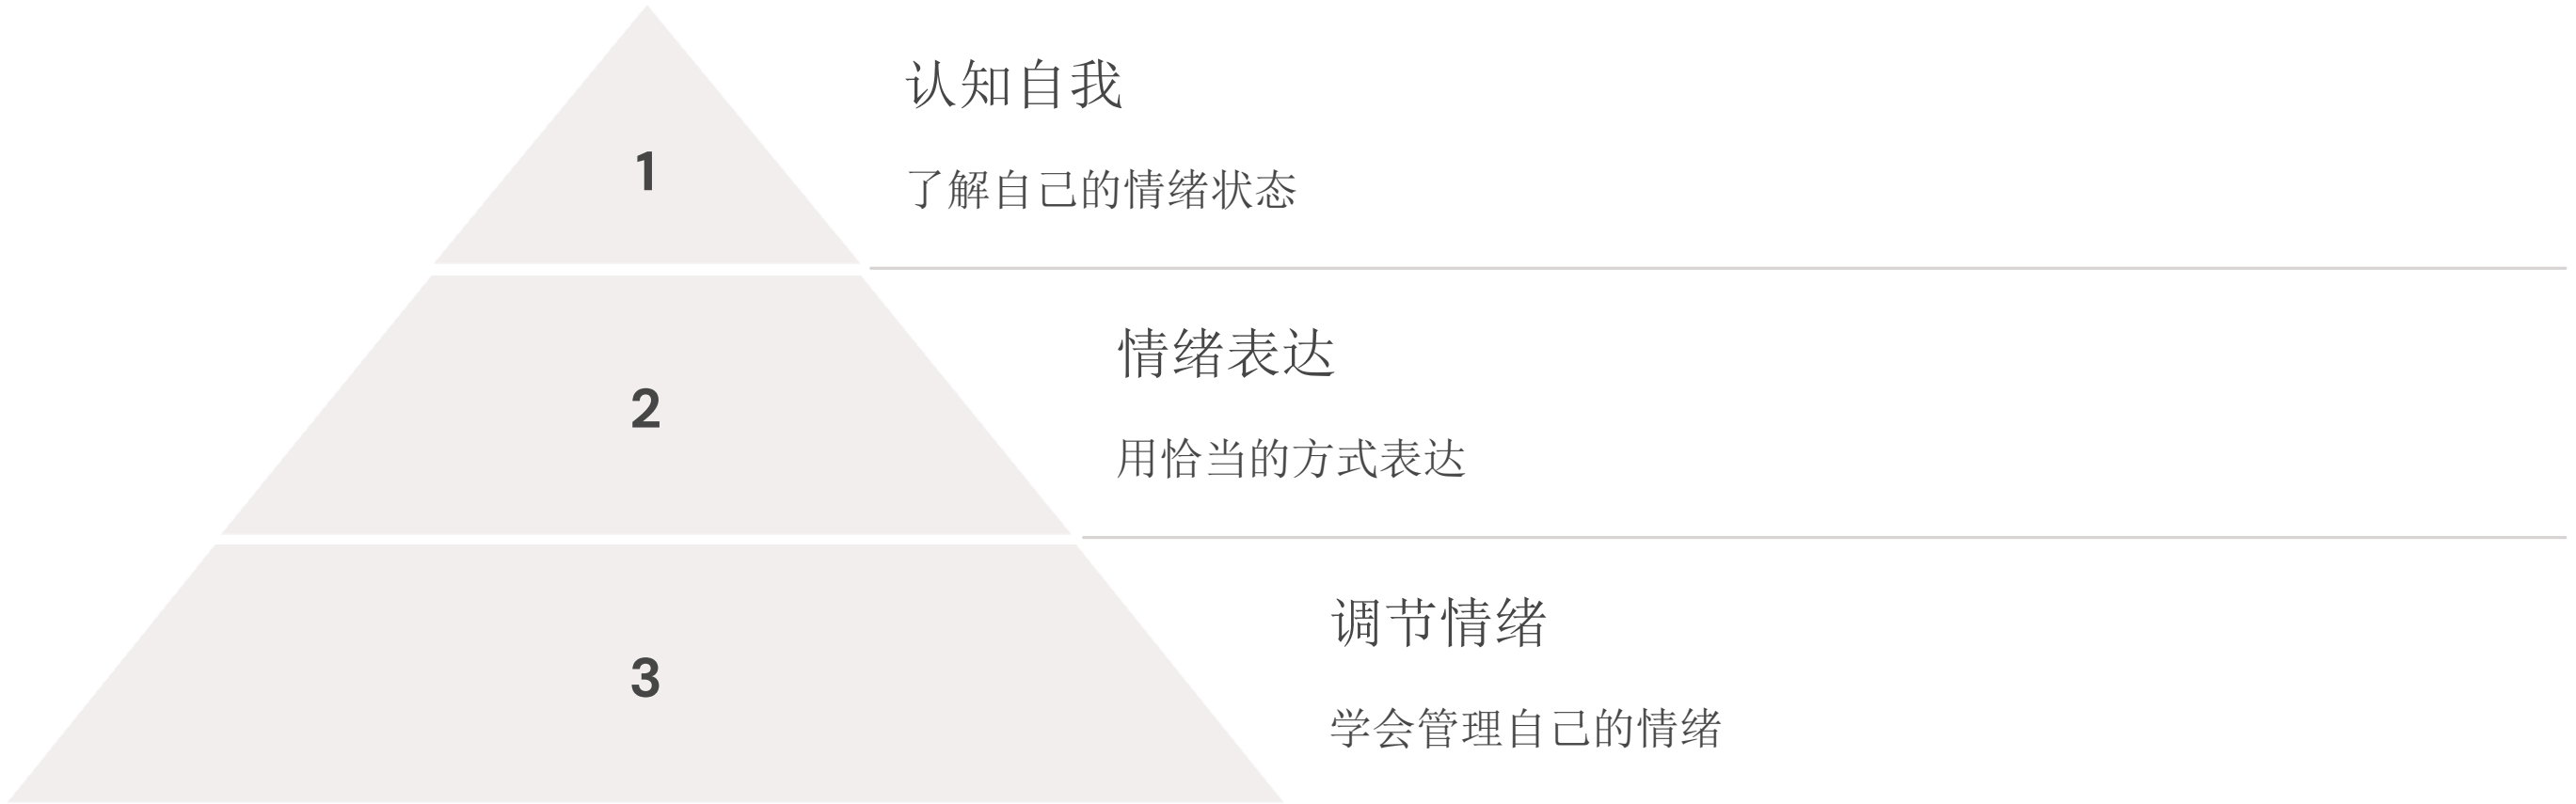 认知自我
1
了解自己的情绪状态
情绪表达
2
用恰当的方式表达
调节情绪
3
学会管理自己的情绪